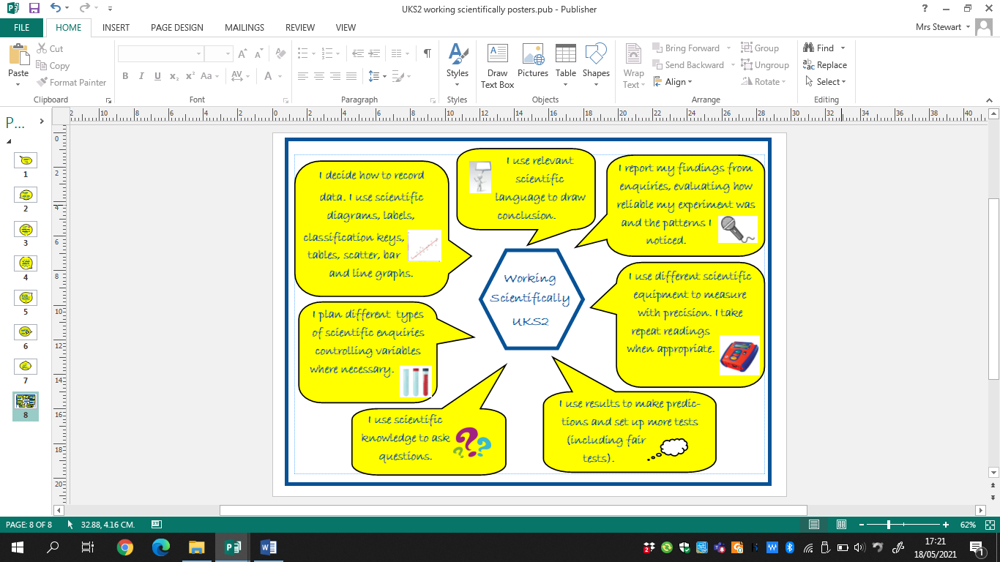 UKS2 working scientifically posters.pub - Publisher
FILE
HOME
INSERT
PAGE DESIGN
MAILINGS
REVIEW
VIEW
Mrs Stewart
Paste
Cut
Copy
Format Painter
Clipboard
B I U x₂ x² Aa
AV
A
Font
Paragraph
Styles
Styles
Draw
Text Box
Pictures
Table
Shapes
Objects
Wrap
Text
Bring Forward
Send Backward
Align
Group
Ungroup
Rotate
Arrange
Find
Replace
Select
Editing
P...
1
2
3
4
5
6
7
8
I decide how to record
data. I use scientific
diagrams, labels,
classification keys,
tables, scatter, bar
and line graphs.
I use relevant
scientific
language to draw
conclusion.
I report my findings from
enquiries, evaluating how
reliable my experiment was
and the patterns I
noticed.
Working
Scientifically
UKS2
I use different scientific
equipment to measure
with precision. I take
repeat readings
when appropriate.
I plan different types
of scientific enquiries
controlling variables
where necessary.
I use scientific
knowledge to ask
questions.
I use results to make predic-
tions and set up more tests
(including fair
tests).
PAGE: 8 OF 8
32.88, 4.16 CM.
62%
17:21
18/05/2021